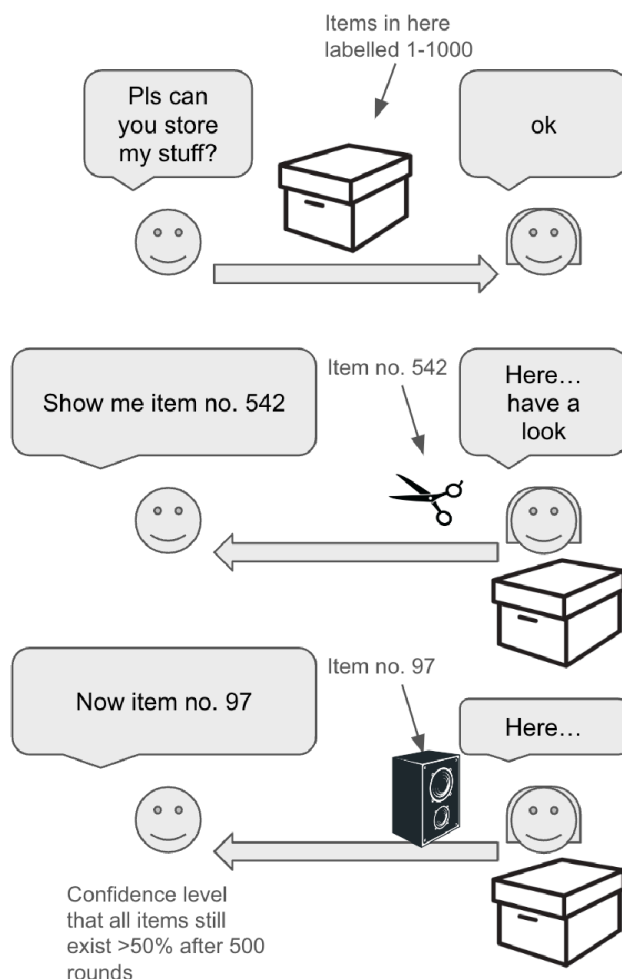 Items in here
labelled 1-1000
Pls can
you store
my stuff?
ok
Show me item no. 542
Item no. 542
Here...
have a
look
Now item no. 97
Item no. 97
Here...
Confidence level
that all items still
exist >50% after 500
rounds